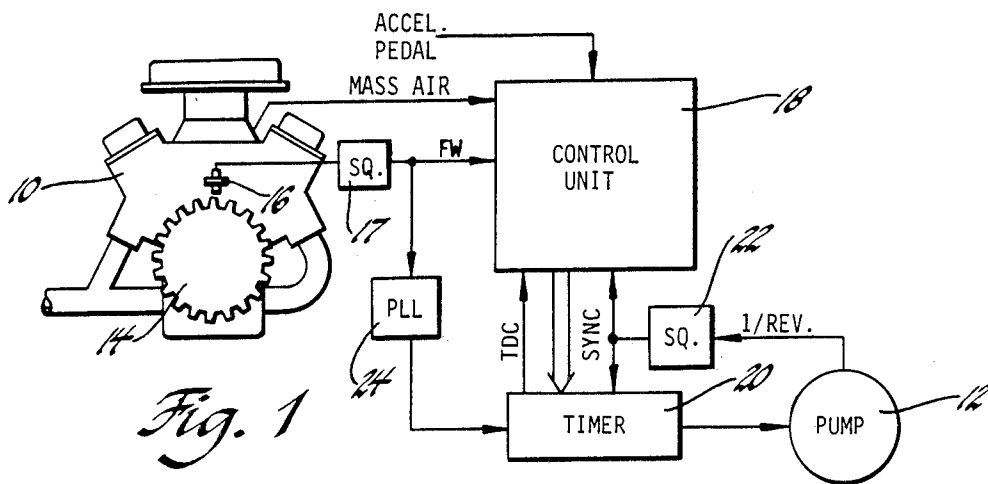 ACCEL.
PEDAL
MASS AIR
18
10
16
SQ.
17
FW
CONTROL
UNIT
22
14
PLL
24
TDC
SYNC
SQ.
1/REV.
20
TIMER
PUMP
12
Fig. 1